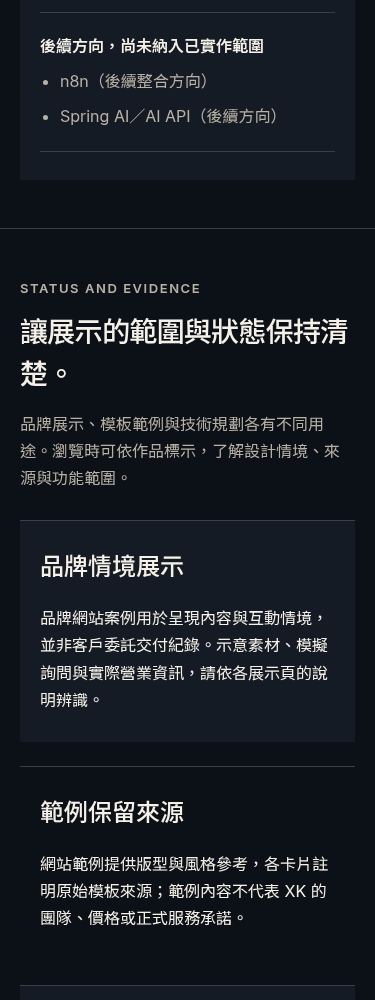 後續方向，尚未納入已實作範圍
• n8n（後續整合方向）
• Spring AI／AI API（後續方向）
STATUS AND EVIDENCE
讓展示的範圍與狀態保持清
楚。
品牌展示、模板範例與技術規劃各有不同用
途。瀏覽時可依作品標示，了解設計情境、來
源與功能範圍。
品牌情境展示
品牌網站案例用於呈現內容與互動情境，
並非客戶委託交付紀錄。示意素材、模擬
詢問與實際營業資訊，請依各展示頁的說
明辨識。
範例保留來源
網站範例提供版型與風格參考，各卡片註
明原始模板來源；範例內容不代表 XK 的
團隊、價格或正式服務承諾。